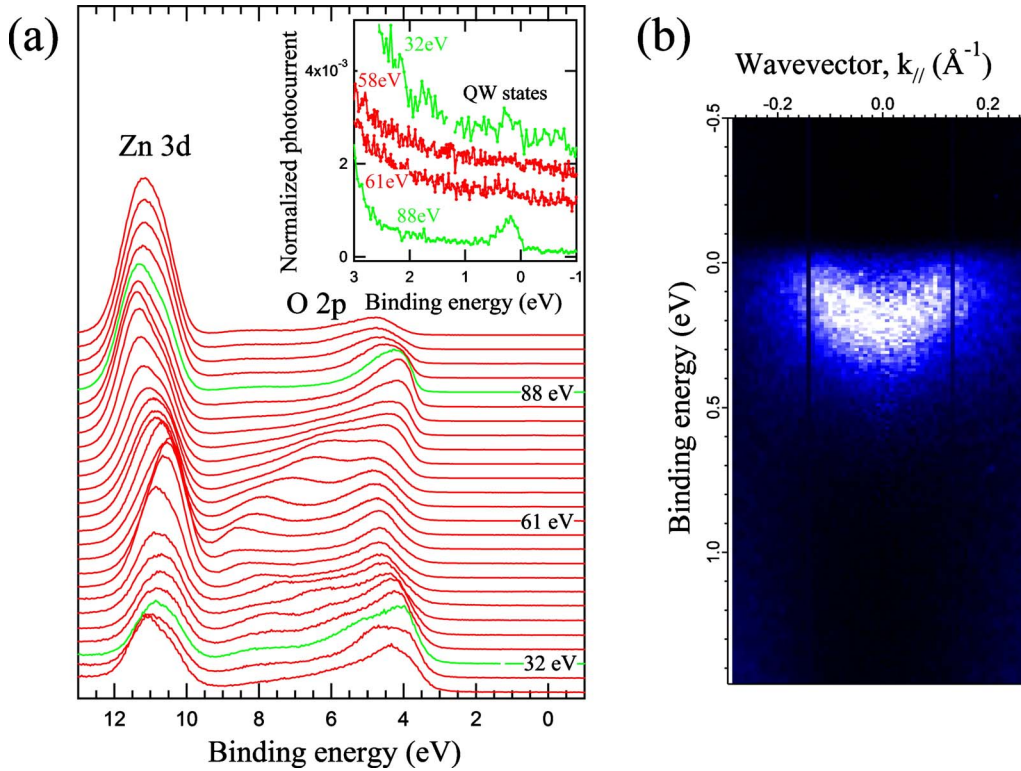 (a)
Zn 3d
O 2p
88 eV
61 eV
32 eV
12
10
8
6
4
2
0
Binding energy (eV)
Normalized photocurrent
4x10⁻³
2
0
32eV
58eV
QW states
61eV
88eV
3
2
1
0
-1
Binding energy (eV)
(b)
Wavevector, k// (Å⁻¹)
-0.2
0.0
0.2
Binding energy (eV)
-0.5
0.0
0.5
1.0